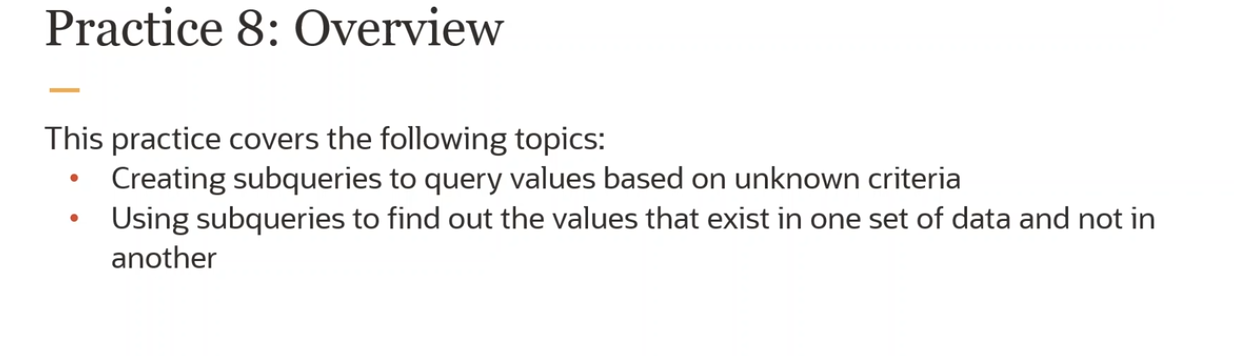 Practice 8: Overview
This practice covers the following topics:
• Creating subqueries to query values based on unknown criteria
• Using subqueries to find out the values that exist in one set of data and not in
another